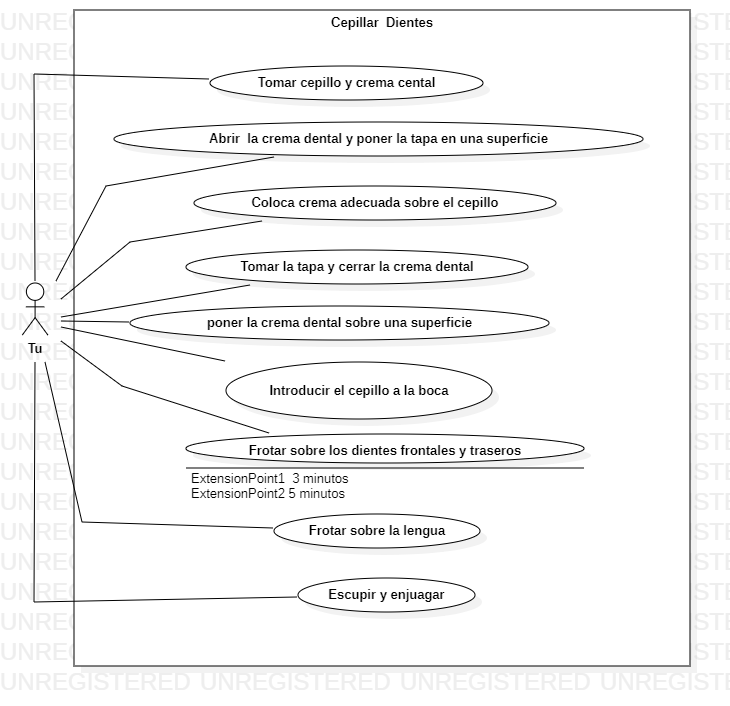 Cepillar Dientes
Tomar cepillo y crema cental
Abrir la crema dental y poner la tapa en una superficie
Coloca crema adecuada sobre el cepillo
Tomar la tapa y cerrar la crema dental
poner la crema dental sobre una superficie
Tu
Introducir el cepillo a la boca
Frotar sobre los dientes frontales y traseros
ExtensionPoint1 3 minutos
ExtensionPoint2 5 minutos
Frotar sobre la lengua
Escupir y enjuagar
UNREGISTERED UNREGISTERED UNREGISTERED UNREGISTERED